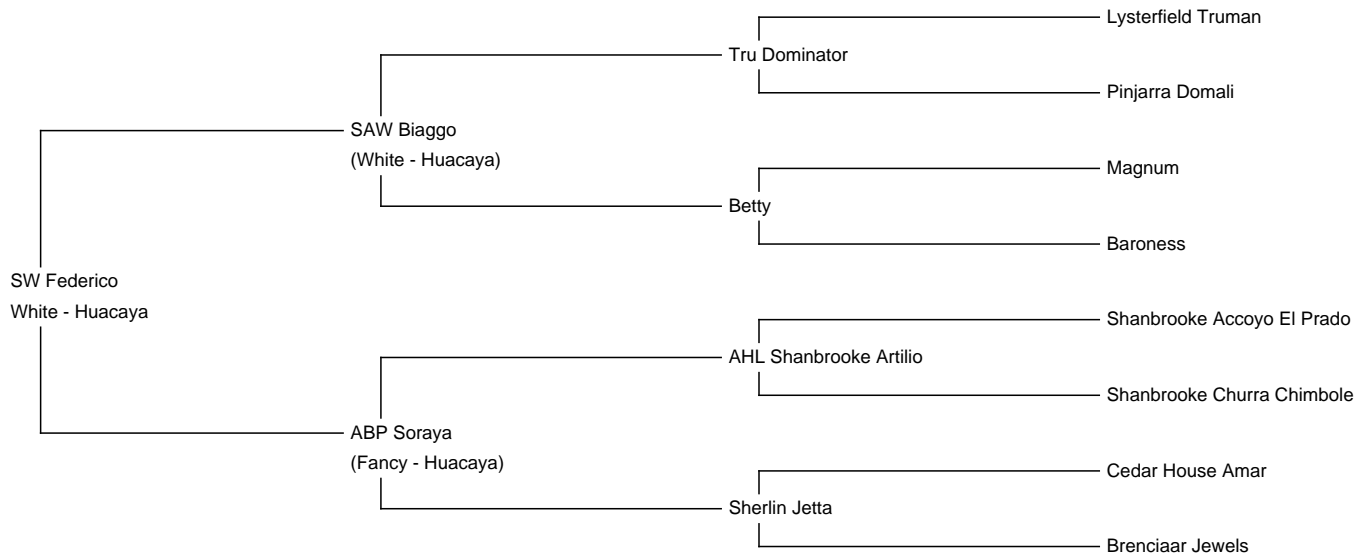 Lysterfield Truman
Tru Dominator
Pinjarra Domali
SAW Biaggo
(White - Huacaya)
Magnum
Betty
Baroness
SW Federico
White - Huacaya
Shanbrooke Accoyo El Prado
AHL Shanbrooke Artilio
Shanbrooke Churra Chimbole
ABP Soraya
(Fancy - Huacaya)
Cedar House Amar
Sherlin Jetta
Brenciaar Jewels